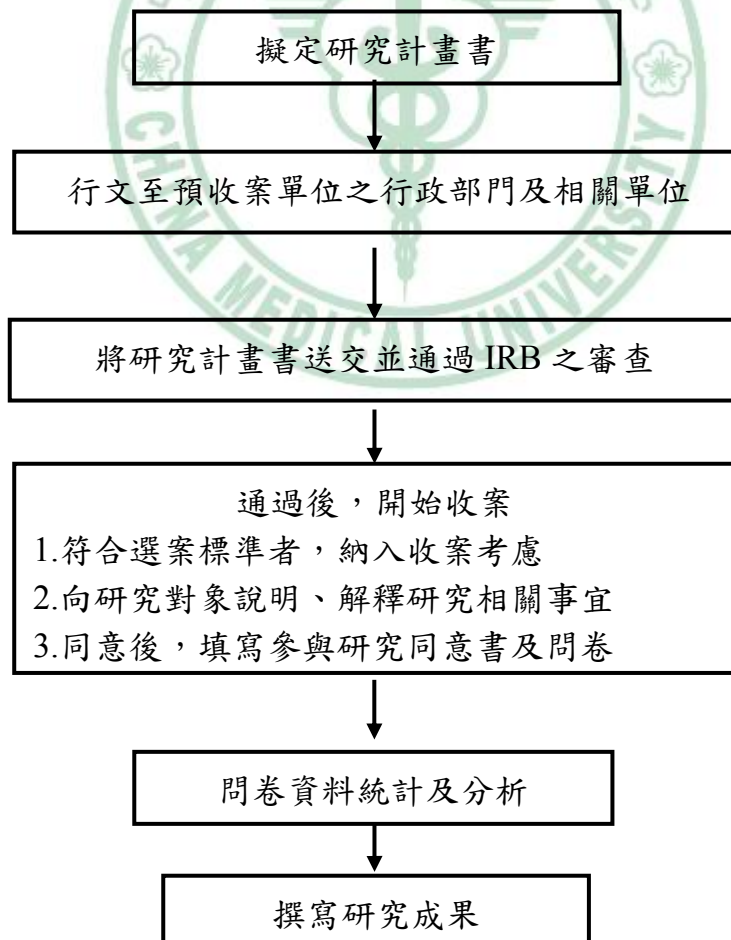 擬定研究計畫書
行文至預收案單位之行政部門及相關單位
將研究計畫書送交並通過 IRB 之審查
通過後，開始收案
1.符合選案標準者，納入收案考慮
2.向研究對象說明、解釋研究相關事宜
3.同意後，填寫參與研究同意書及問卷
問卷資料統計及分析
撰寫研究成果
CHINA MEDICAL UNIVERSITY